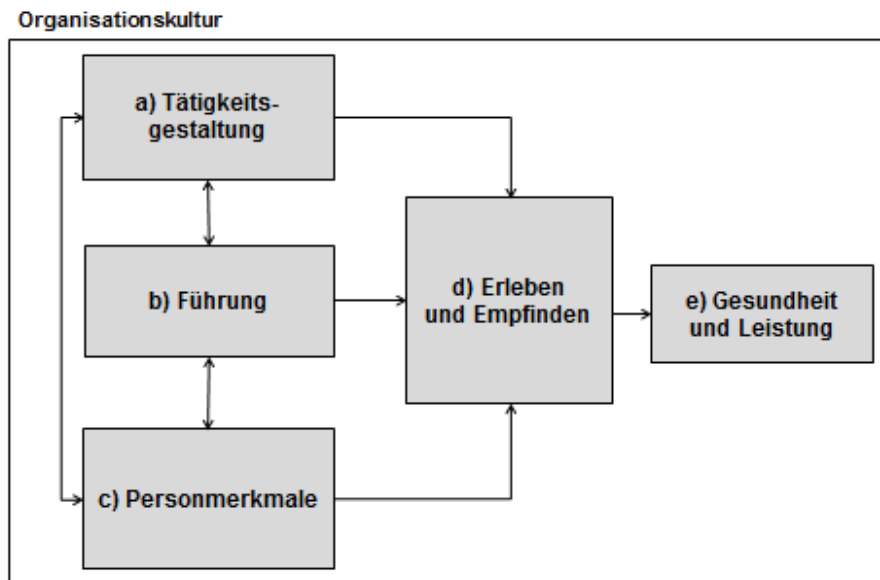 Organisationskultur
a) Tätigkeits-
gestaltung
b) Führung
c) Personmerkmale
d) Erleben
und Empfinden
e) Gesundheit
und Leistung